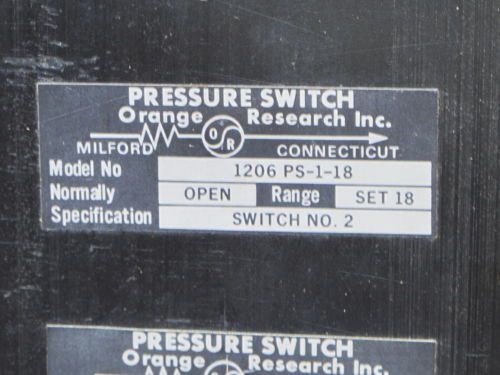 PRESSURE SWITCH
Orange Research Inc.
O
R
MILFORD CONNECTICUT
Model No 1206 PS-1-18
Normally OPEN Range SET 18
Specification SWITCH NO. 2
PRESSURE SWITCH
Orange Research Inc.